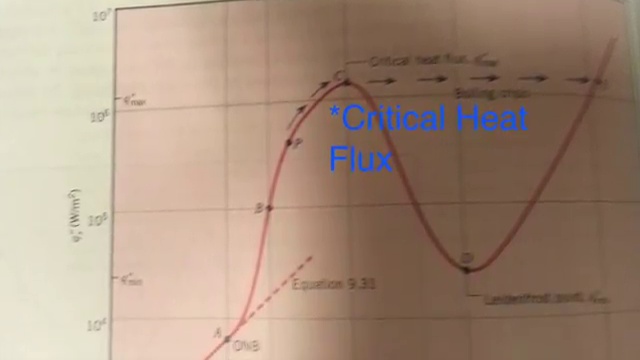 10⁷
Critical heat flux, q″max
C
Boiling crisis
E
q″max
10⁶
*Critical Heat
Flux
P
q″s (W/m²)
B
10⁵
D
q″min
Equation 10.31
Leidenfrost point, q″min
10⁴
A
ONB